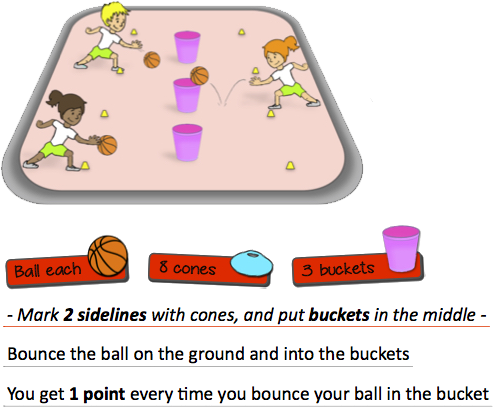 Ball each
8 cones
3 buckets
- Mark 2 sidelines with cones, and put buckets in the middle -
Bounce the ball on the ground and into the buckets
You get 1 point every time you bounce your ball in the bucket